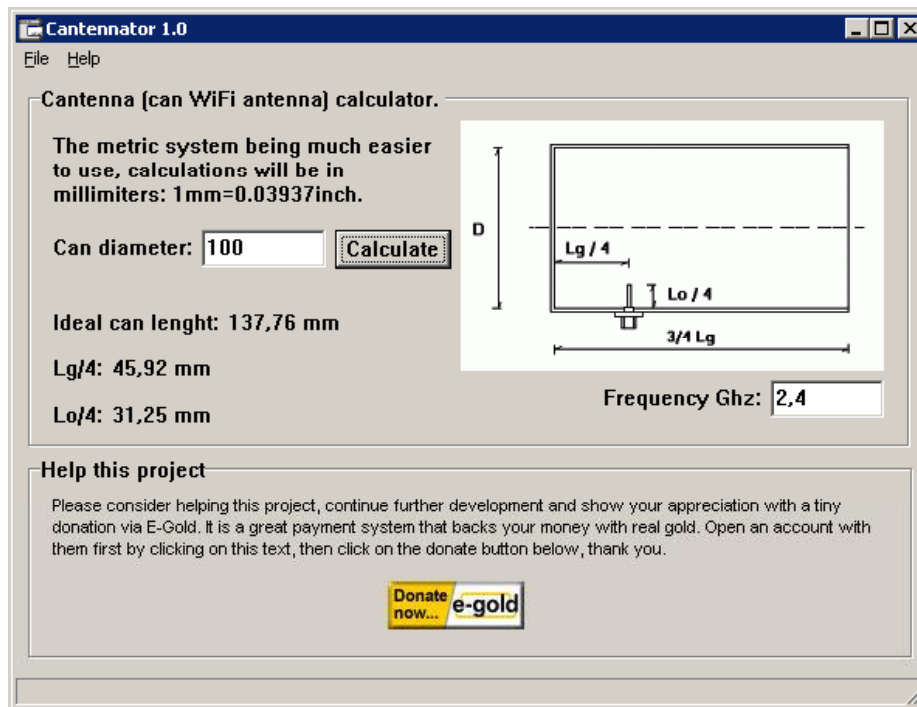 Cantennator 1.0
File Help
Cantenna (can WiFi antenna) calculator.
The metric system being much easier
to use, calculations will be in
millimiters: 1mm=0.03937inch.
Can diameter: 100 Calculate
Ideal can lenght: 137,76 mm
Lg/4: 45,92 mm
Lo/4: 31,25 mm
D
Lg / 4
Lo / 4
3/4 Lg
Frequency Ghz: 2,4
Help this project
Please consider helping this project, continue further development and show your appreciation with a tiny
donation via E-Gold. It is a great payment system that backs your money with real gold. Open an account with
them first by clicking on this text, then click on the donate button below, thank you.
Donate
now... e-gold